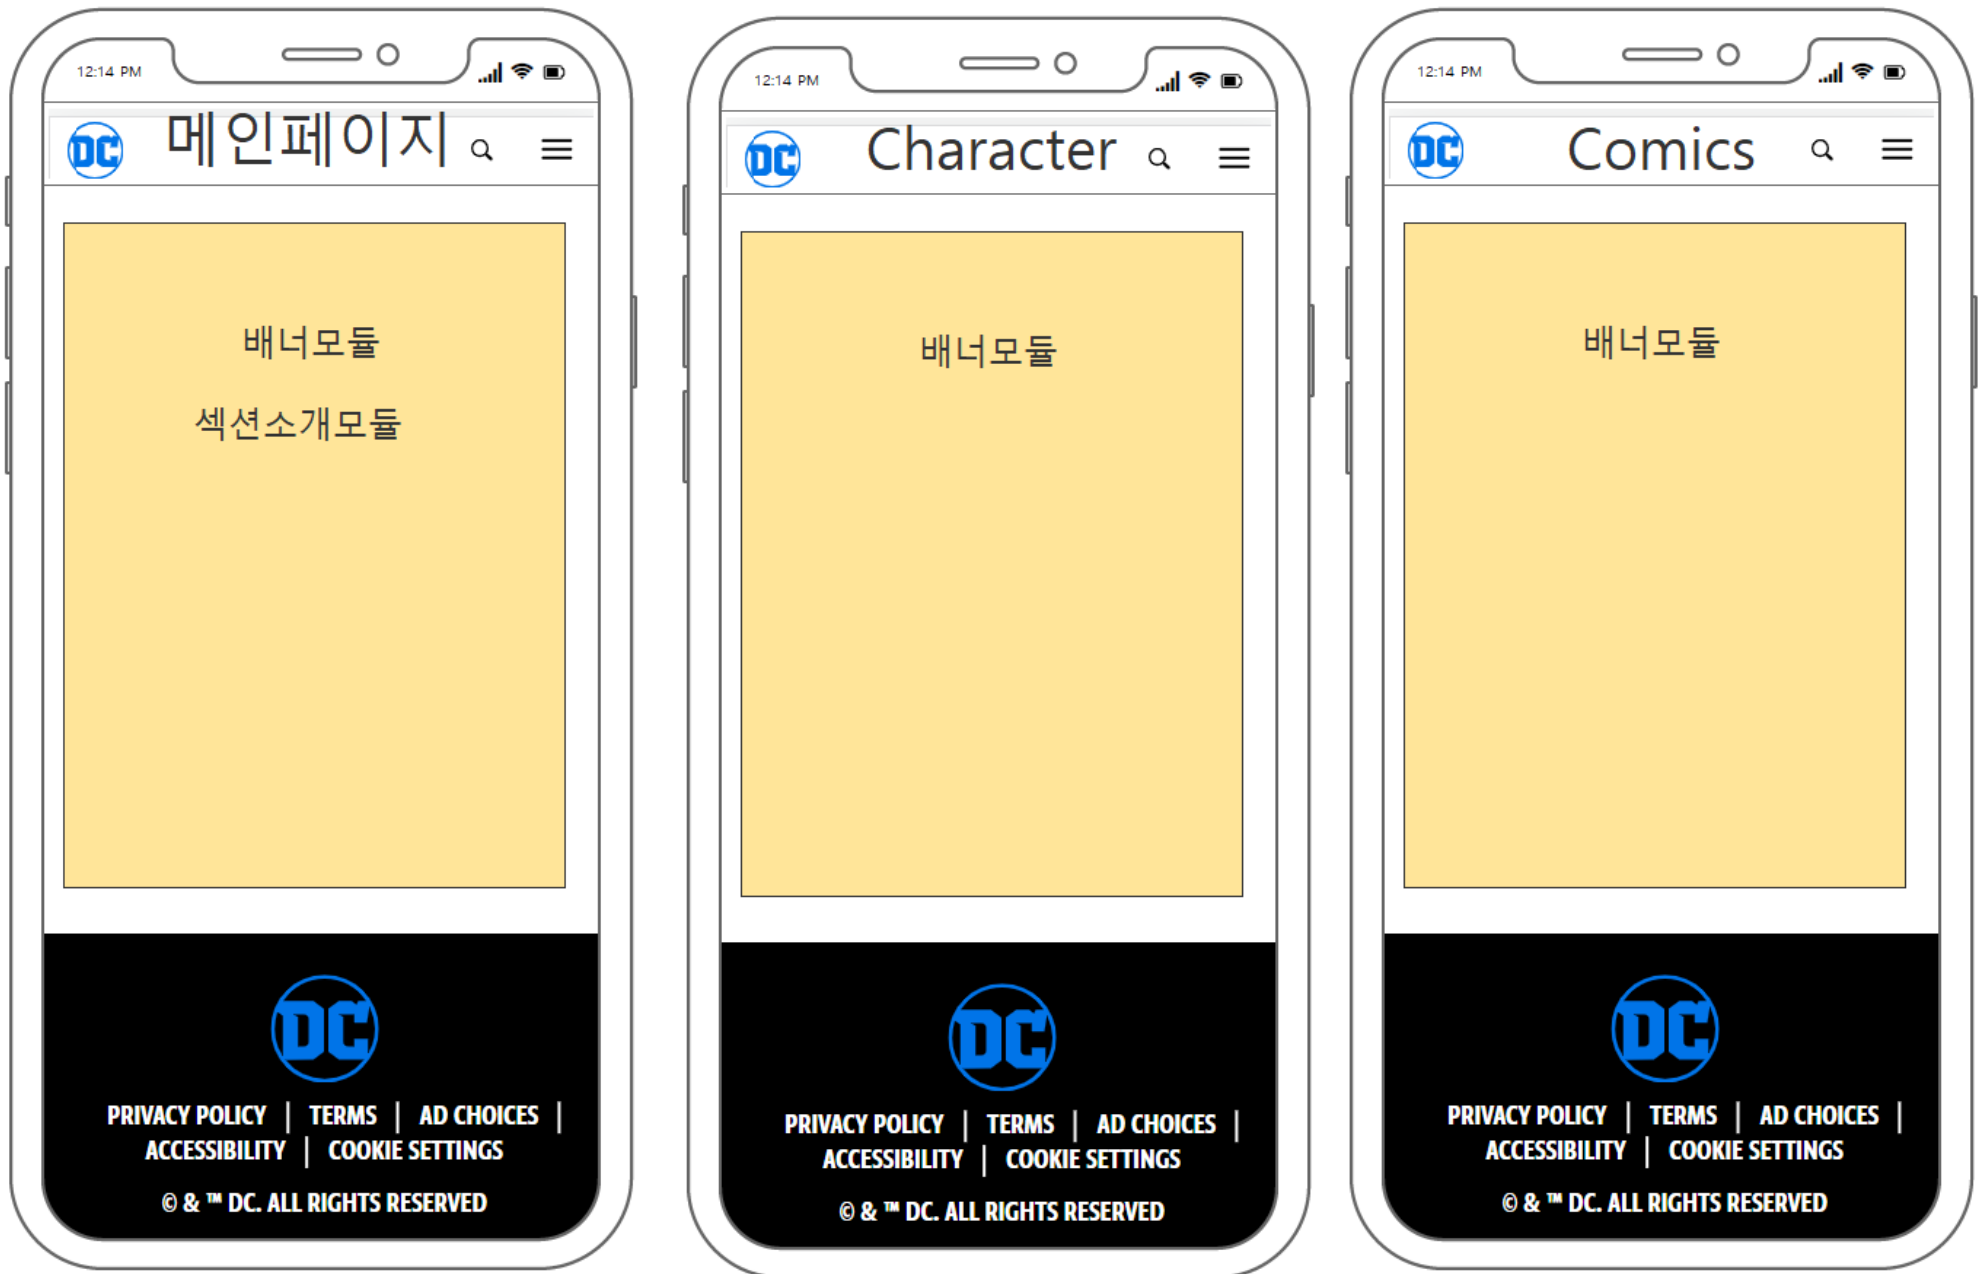 12:14 PM
DC
메인페이지
배너모듈
섹션소개모듈
DC
PRIVACY POLICY | TERMS | AD CHOICES |
ACCESSIBILITY | COOKIE SETTINGS
© & ™ DC. ALL RIGHTS RESERVED
12:14 PM
DC
Character
배너모듈
DC
PRIVACY POLICY | TERMS | AD CHOICES |
ACCESSIBILITY | COOKIE SETTINGS
© & ™ DC. ALL RIGHTS RESERVED
12:14 PM
DC
Comics
배너모듈
DC
PRIVACY POLICY | TERMS | AD CHOICES |
ACCESSIBILITY | COOKIE SETTINGS
© & ™ DC. ALL RIGHTS RESERVED